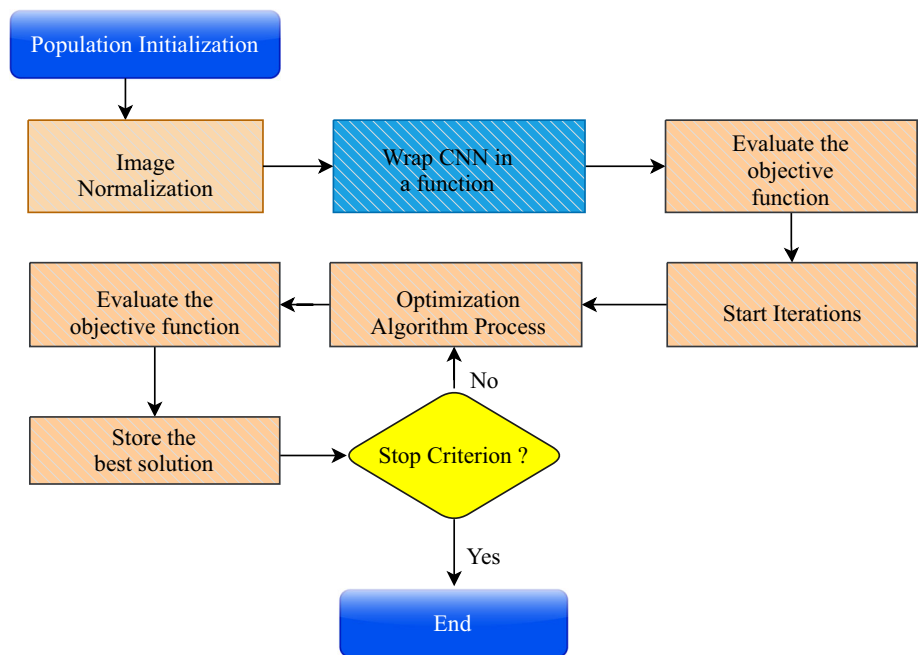 Population Initialization
Image
Normalization
Wrap CNN in
a function
Evaluate the
objective
function
Start Iterations
Optimization
Algorithm Process
Evaluate the
objective function
Store the
best solution
No
Stop Criterion ?
Yes
End